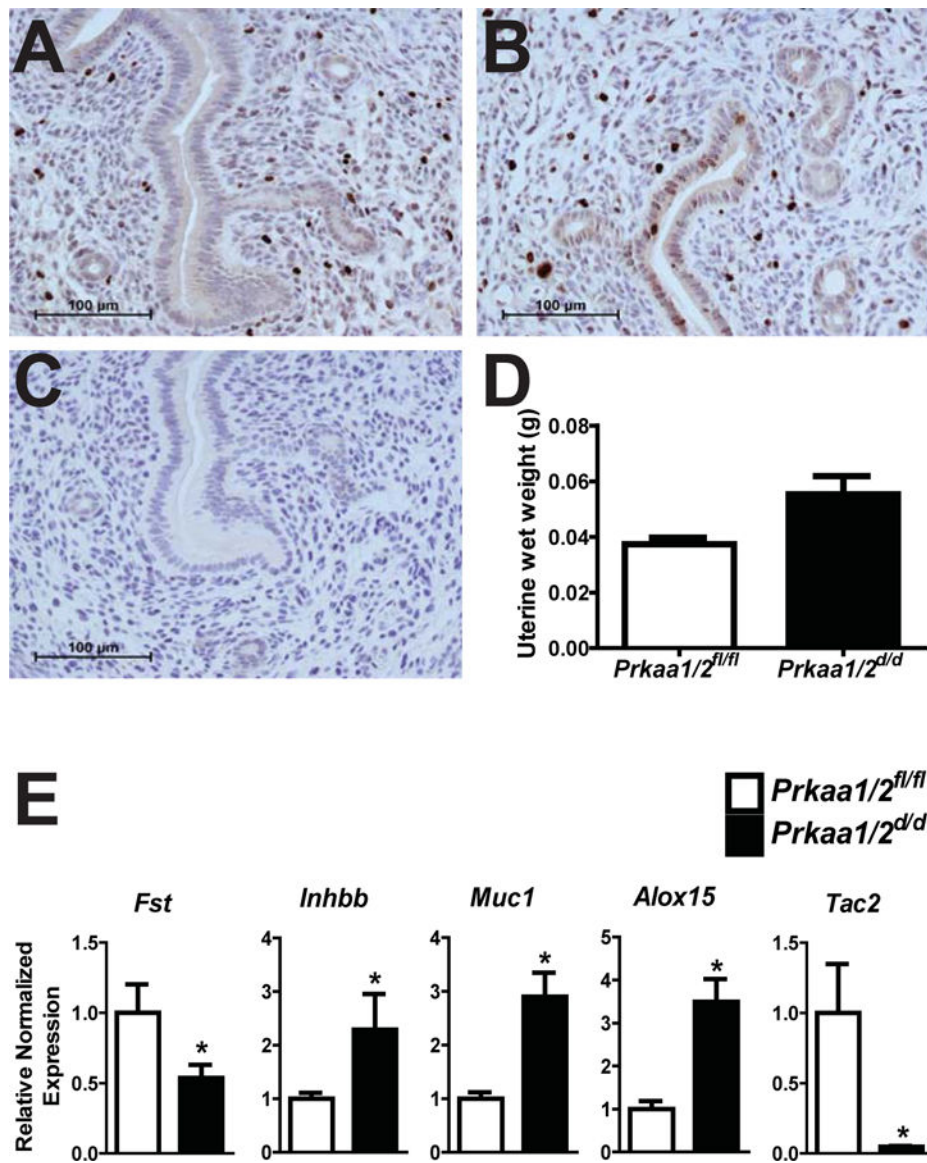 A
B
100 µm
100 µm
C
D
100 µm
Uterine wet weight (g)
0.08
0.06
0.04
0.02
0.00
Prkaa1/2fl/fl
Prkaa1/2d/d
E
Prkaa1/2fl/fl
Prkaa1/2d/d
Relative Normalized
Expression
Fst
1.5
1.0
0.5
0.0
*
Inhbb
4
3
2
1
0
*
Muc1
4
3
2
1
0
*
Alox15
5
4
3
2
1
0
*
Tac2
1.5
1.0
0.5
0.0
*